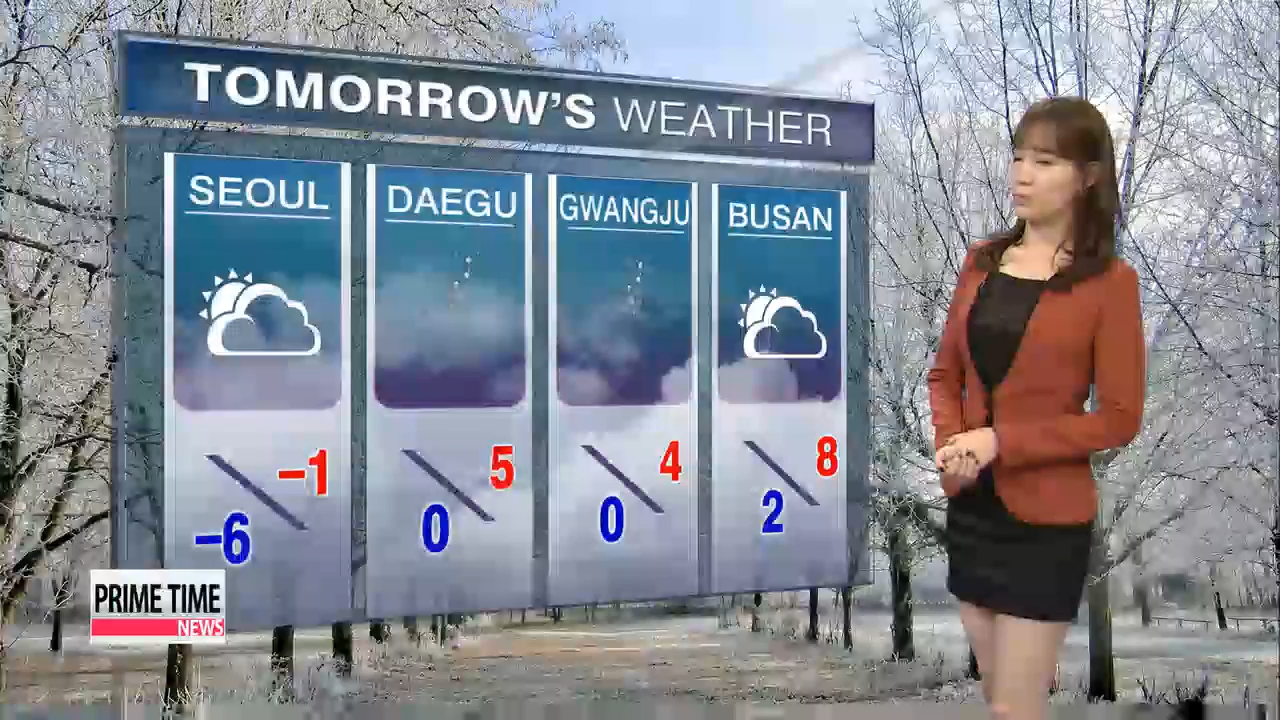 TOMORROW'S WEATHER
SEOUL
DAEGU
GWANGJU
BUSAN
-1
-6
5
0
4
0
8
2
PRIME TIME
NEWS